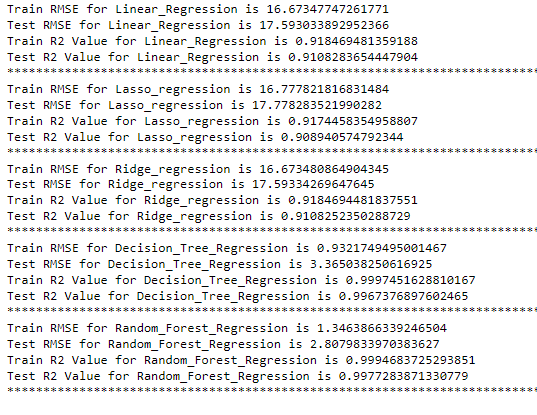 Train RMSE for Linear_Regression is 16.67347747261771
Test RMSE for Linear_Regression is 17.593033892952366
Train R2 Value for Linear_Regression is 0.918469481359188
Test R2 Value for Linear_Regression is 0.9108283654447904
**************************************************************************
Train RMSE for Lasso_regression is 16.777821816831484
Test RMSE for Lasso_regression is 17.778283521990282
Train R2 Value for Lasso_regression is 0.9174458354958807
Test R2 Value for Lasso_regression is 0.908940574792344
**************************************************************************
Train RMSE for Ridge_regression is 16.673480864904345
Test RMSE for Ridge_regression is 17.59334269647645
Train R2 Value for Ridge_regression is 0.9184694481837551
Test R2 Value for Ridge_regression is 0.9108252350288729
**************************************************************************
Train RMSE for Decision_Tree_Regression is 0.9321749495001467
Test RMSE for Decision_Tree_Regression is 3.365038250616925
Train R2 Value for Decision_Tree_Regression is 0.9997451628810167
Test R2 Value for Decision_Tree_Regression is 0.9967376897602465
**************************************************************************
Train RMSE for Random_Forest_Regression is 1.3463866339246504
Test RMSE for Random_Forest_Regression is 2.8079833970383627
Train R2 Value for Random_Forest_Regression is 0.9994683725293851
Test R2 Value for Random_Forest_Regression is 0.9977283871330779
**************************************************************************